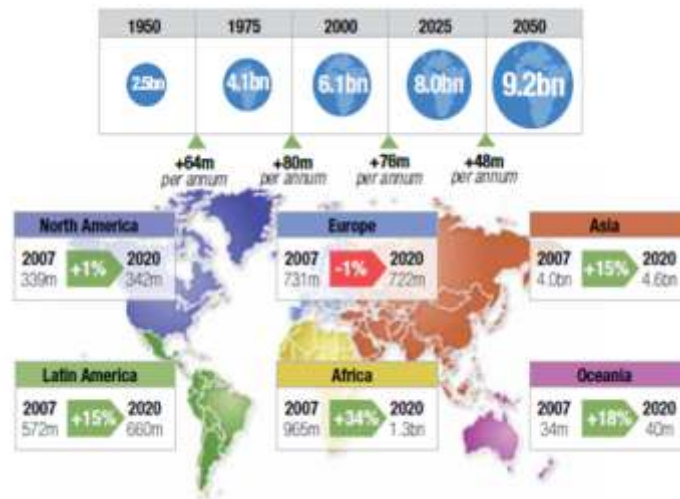 1950 1975 2000 2025 2050
2.5bn 4.1bn 6.1bn 8.0bn 9.2bn
+64m +80m +76m +48m
per annum per annum per annum per annum
North America Europe Asia
2007 +1% 2020 2007 -1% 2020 2007 +15% 2020
339m 342m 731m 722m 4.0bn 4.6bn
Latin America Africa Oceania
2007 +15% 2020 2007 +34% 2020 2007 +18% 2020
572m 660m 965m 1.3bn 34m 40m